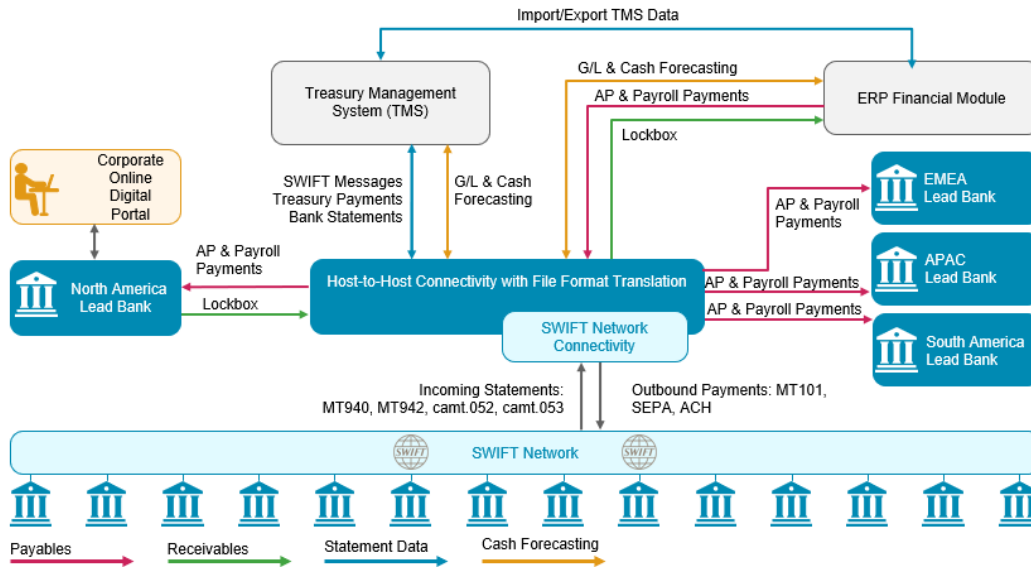 Import/Export TMS Data
Treasury Management
System (TMS)
G/L & Cash Forecasting
AP & Payroll Payments
Lockbox
ERP Financial Module
Corporate
Online
Digital
Portal
SWIFT Messages
Treasury Payments
Bank Statements
G/L & Cash
Forecasting
EMEA
Lead Bank
AP & Payroll
Payments
AP & Payroll
Payments
North America
Lead Bank
Lockbox
Host-to-Host Connectivity with File Format Translation
APAC
Lead Bank
AP & Payroll Payments
AP & Payroll Payments
SWIFT Network
Connectivity
South America
Lead Bank
Incoming Statements:
MT940, MT942, camt.052, camt.053
Outbound Payments: MT101,
SEPA, ACH
SWIFT
SWIFT Network
SWIFT
Payables
Receivables
Statement Data
Cash Forecasting